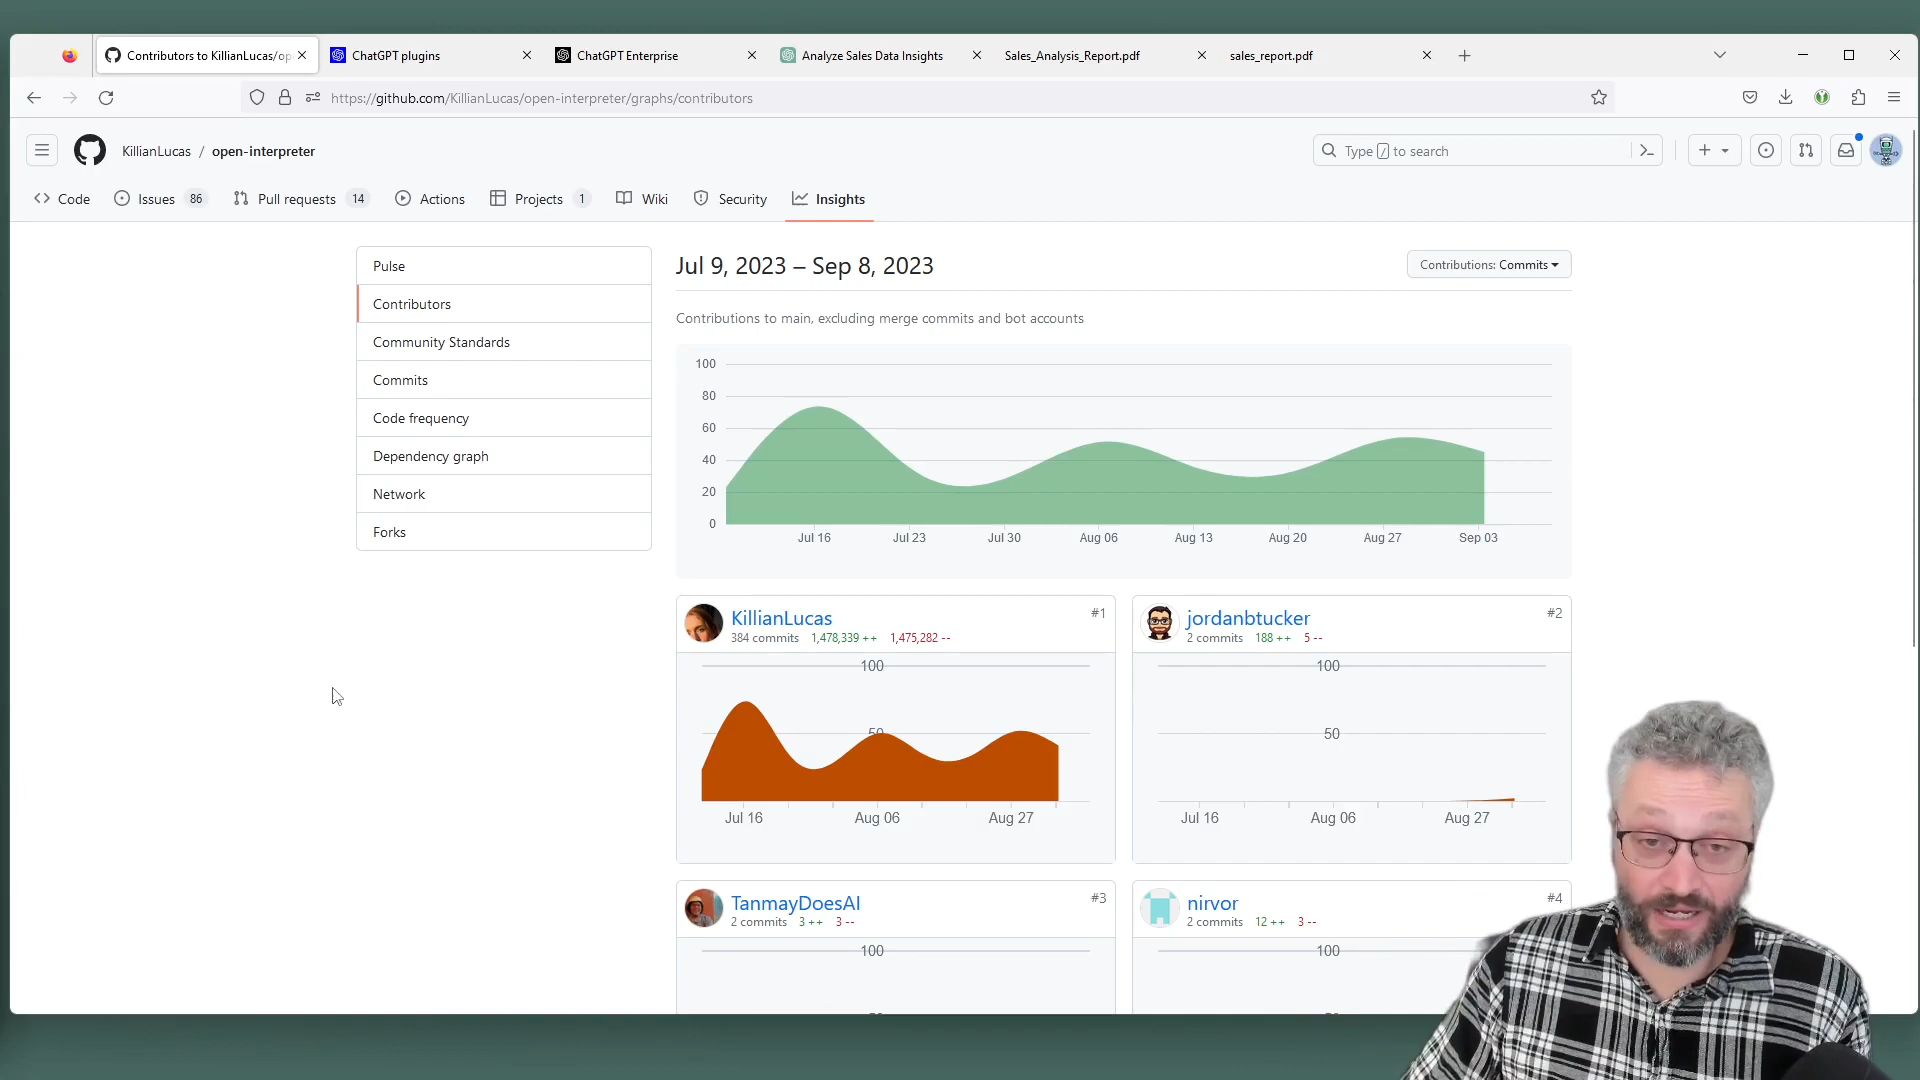 Contributors to KillianLucas/op
ChatGPT plugins
ChatGPT Enterprise
Analyze Sales Data Insights
Sales_Analysis_Report.pdf
sales_report.pdf
https://github.com/KillianLucas/open-interpreter/graphs/contributors
KillianLucas / open-interpreter
Type / to search
Code
Issues 86
Pull requests 14
Actions
Projects 1
Wiki
Security
Insights
Pulse
Contributors
Community Standards
Commits
Code frequency
Dependency graph
Network
Forks
Jul 9, 2023 – Sep 8, 2023
Contributions: Commits
Contributions to main, excluding merge commits and bot accounts
100
80
60
40
20
0
Jul 16 Jul 23 Jul 30 Aug 06 Aug 13 Aug 20 Aug 27 Sep 03
KillianLucas #1
384 commits 1,478,339 ++ 1,475,282 --
100
50
Jul 16 Aug 06 Aug 27
jordanbtucker #2
2 commits 188 ++ 5 --
100
50
Jul 16 Aug 06 Aug 27
TanmayDoesAI #3
2 commits 3 ++ 3 --
100
nirvor #4
2 commits 12 ++ 3 --
100